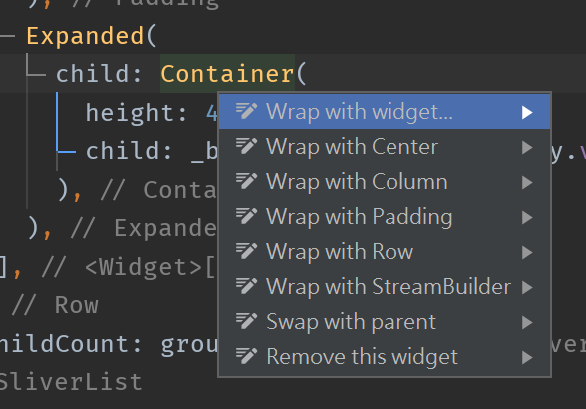 ), // Padding
Expanded(
child: Container(
height: 4
Wrap with widget...
Wrap with Center
child: _b y.v
Wrap with Column
), // Conta
Wrap with Padding
), // Expande
Wrap with Row
], // <Widget>[
Wrap with StreamBuilder
// Row
Swap with parent
hildCount: grou ver
Remove this widget
SliverList